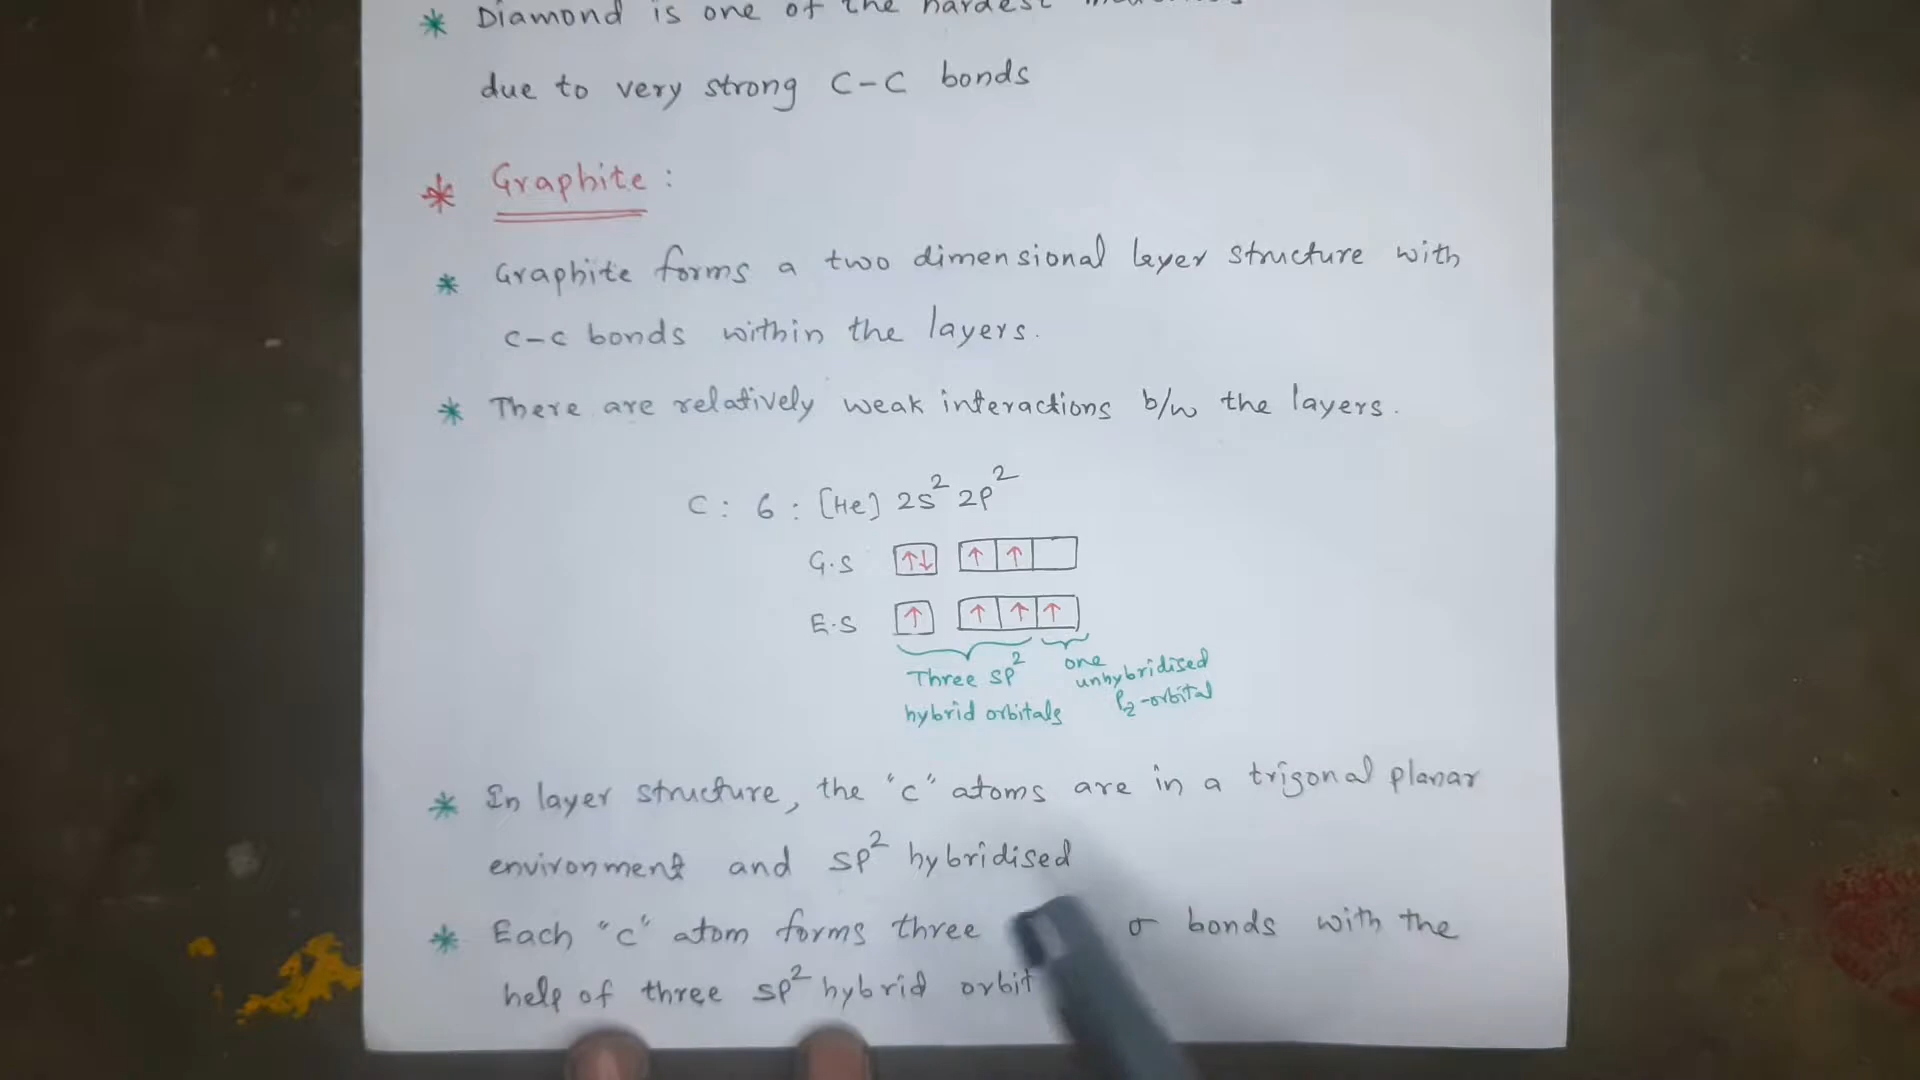 * Diamond is one of the hardest
due to very strong C-C bonds
* Graphite :
* Graphite forms a two dimensional layer structure with
C-C bonds within the layers.
* There are relatively weak interactions b/w the layers.
C : 6 : [He] 2s² 2p²
G.S ↑↓ ↑ ↑
E.S ↑ ↑ ↑ ↑
Three sp² hybrid orbitals
one unhybridised Pz-orbital
* In layer structure, the "C" atoms are in a trigonal planar
environment and sp² hybridised
* Each "C" atom forms three σ bonds with the
help of three sp² hybrid orbit